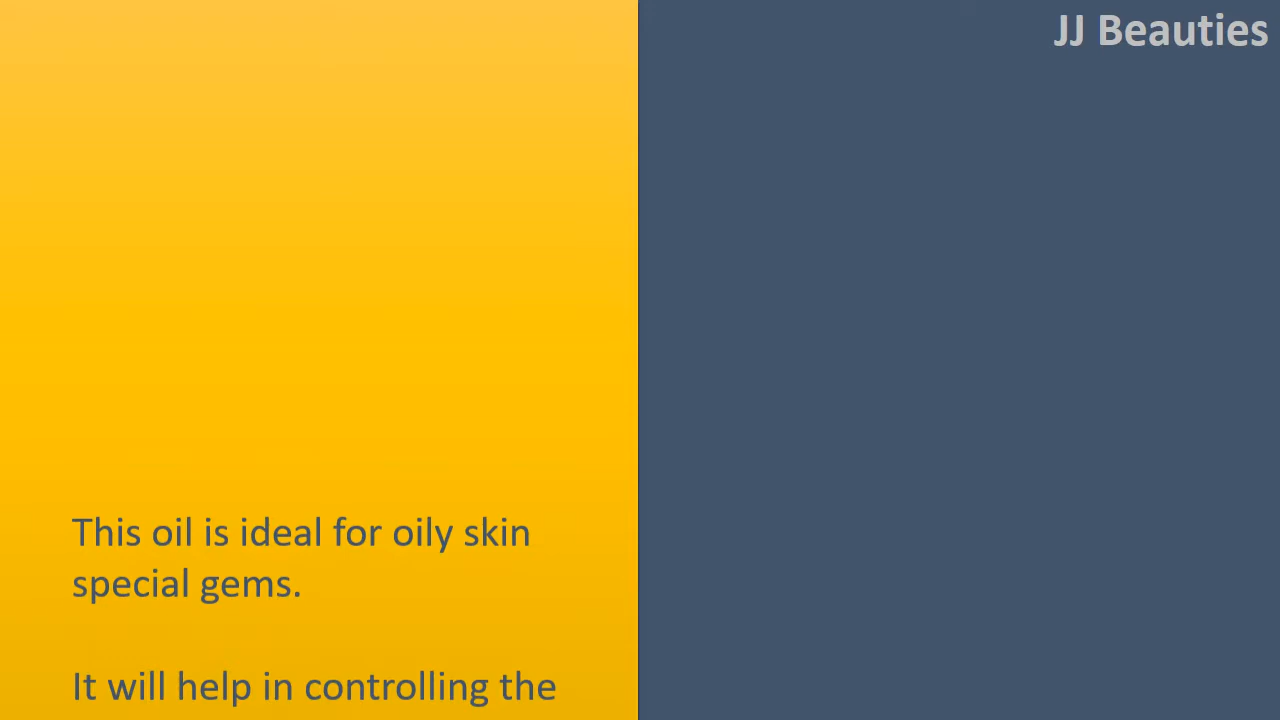 JJ Beauties
This oil is ideal for oily skin
special gems.
It will help in controlling the